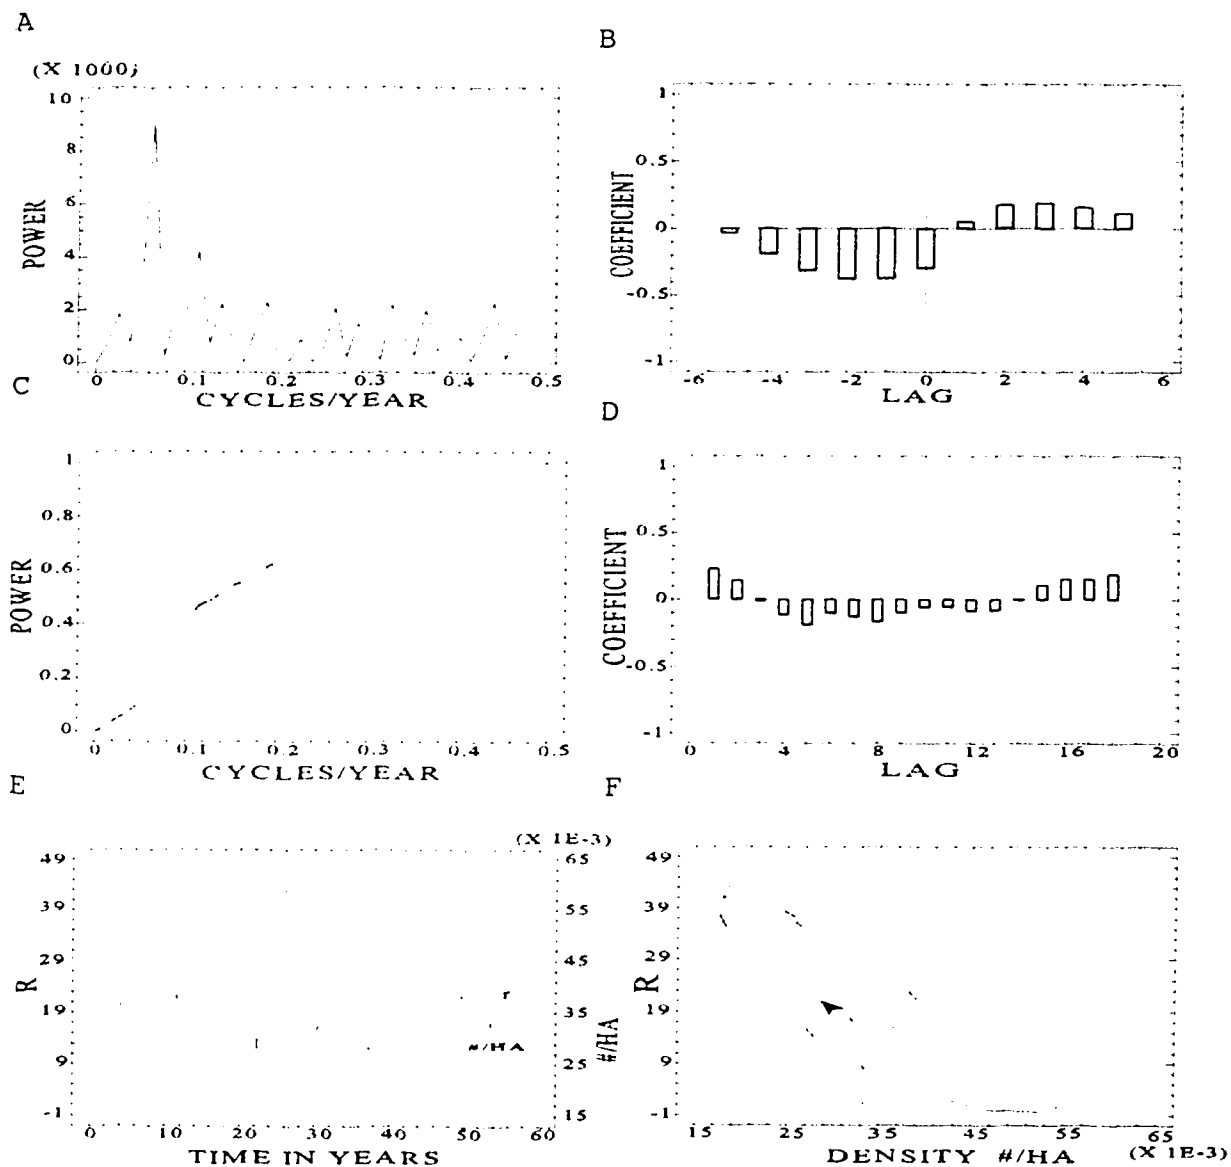 A
(X 1000)
10
8
6
4
2
0
POWER
0 0.1 0.2 0.3 0.4 0.5
CYCLES/YEAR
B
1
0.5
0
-0.5
-1
COEFFICIENT
-6 -4 -2 0 2 4 6
LAG
C
1
0.8
0.6
0.4
0.2
0
POWER
0 0.1 0.2 0.3 0.4 0.5
CYCLES/YEAR
D
1
0.5
0
-0.5
-1
COEFFICIENT
0 4 8 12 16 20
LAG
E
(X 1E-3)
49
39
29
19
9
-1
R
65
55
45
35
25
15
#/HA
r
#/HA
0 10 20 30 40 50 60
TIME IN YEARS
F
49
39
29
19
9
-1
R
15 25 35 45 55 65
DENSITY #/HA (X 1E-3)